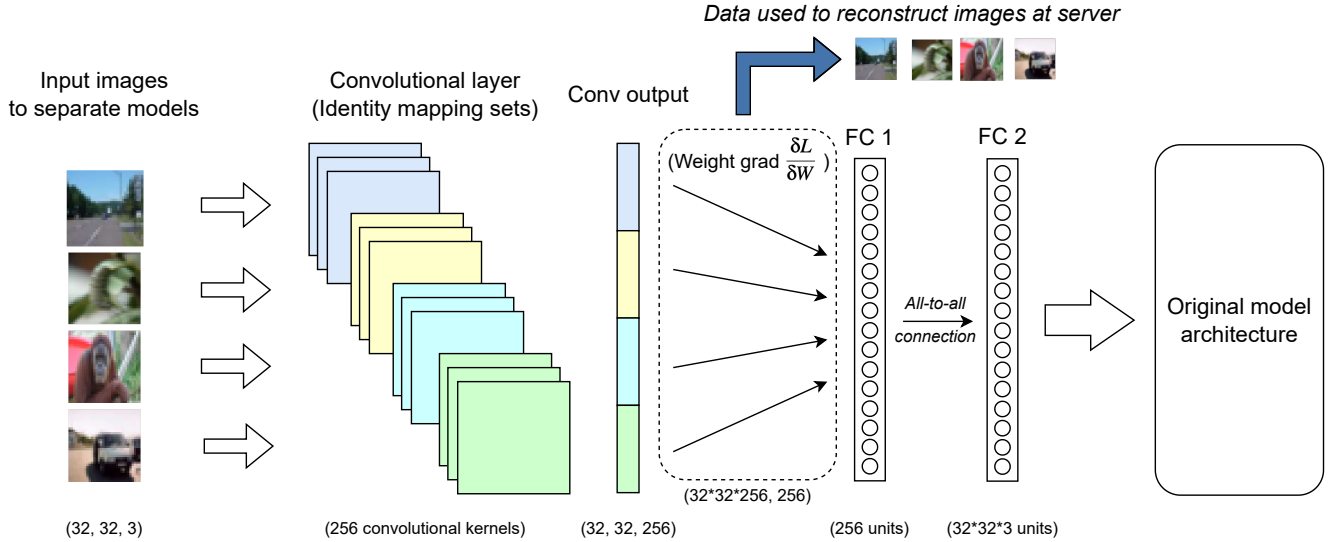 Data used to reconstruct images at server
Input images
to separate models
Convolutional layer
(Identity mapping sets)
Conv output
(Weight grad δL/δW )
FC 1
FC 2
All-to-all
connection
Original model
architecture
(32*32*256, 256)
(32, 32, 3)
(256 convolutional kernels)
(32, 32, 256)
(256 units)
(32*32*3 units)